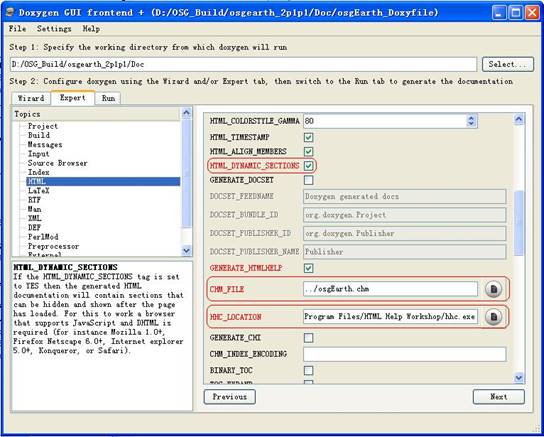 Doxygen GUI frontend + (D:/OSG_Build/osgearth_2p1p1/Doc/osgEarth_Doxyfile)
File Settings Help
Step 1: Specify the working directory from which doxygen will run
D:/OSG_Build/osgearth_2p1p1/Doc Select...
Step 2: Configure doxygen using the Wizard and/or Expert tab, then switch to the Run tab to generate the documentation
Wizard Expert Run
Topics
Project
Build
Messages
Input
Source Browser
Index
HTML
LaTeX
RTF
Man
XML
DEF
PerlMod
Preprocessor
External
HTML_DYNAMIC_SECTIONS
If the HTML_DYNAMIC_SECTIONS tag is set
to YES then the generated HTML
documentation will contain sections that
can be hidden and shown after the page
has loaded. For this to work a browser
that supports JavaScript and DHTML is
required (for instance Mozilla 1.0+,
Firefox Netscape 6.0+, Internet explorer
5.0+, Konqueror, or Safari).
HTML_COLORSTYLE_GAMMA 80
HTML_TIMESTAMP
HTML_ALIGN_MEMBERS
HTML_DYNAMIC_SECTIONS
GENERATE_DOCSET
DOCSET_FEEDNAME Doxygen generated docs
DOCSET_BUNDLE_ID org.doxygen.Project
DOCSET_PUBLISHER_ID org.doxygen.Publisher
DOCSET_PUBLISHER_NAME Publisher
GENERATE_HTMLHELP
CHM_FILE ../osgEarth.chm
HHC_LOCATION Program Files/HTML Help Workshop/hhc.exe
GENERATE_CHI
CHM_INDEX_ENCODING
BINARY_TOC
TOC_EXPAND
Previous Next